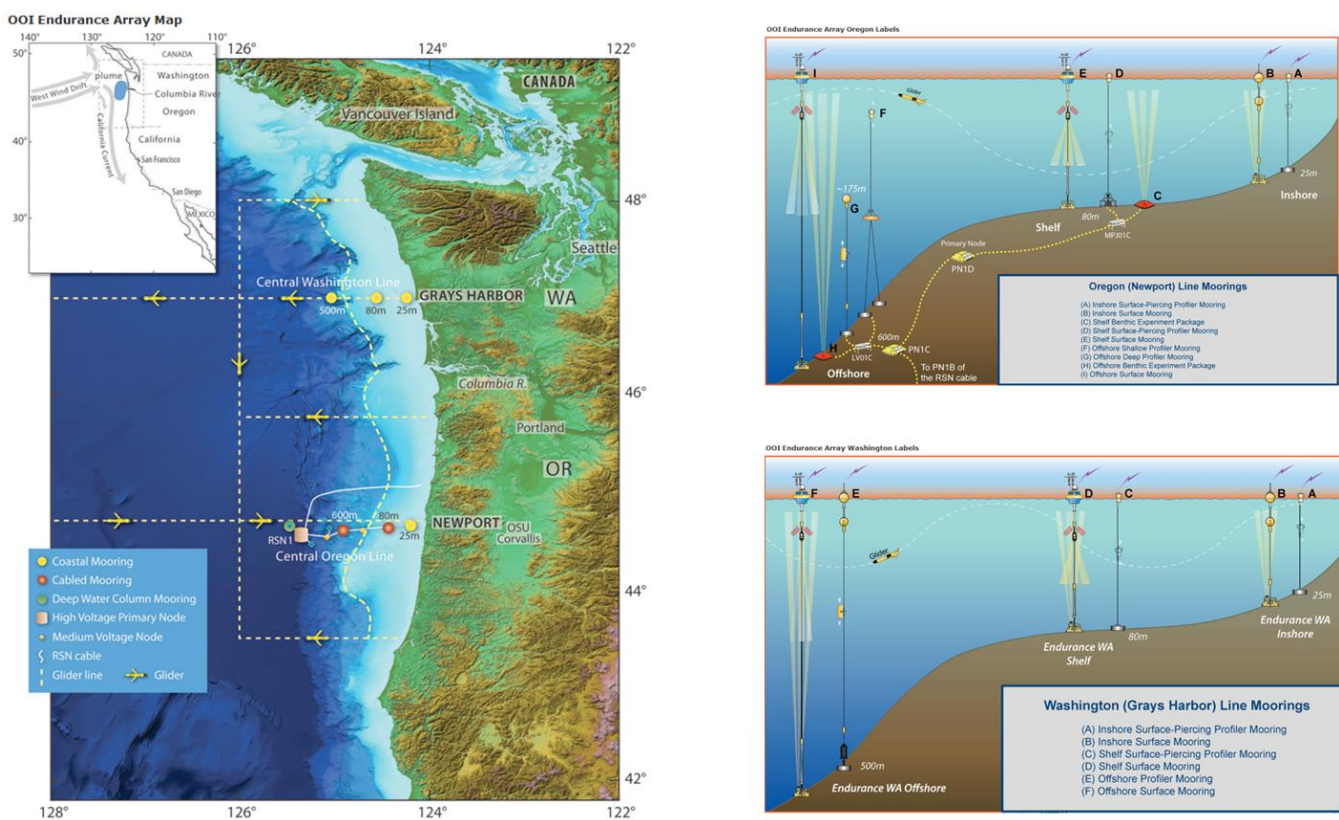 OOI Endurance Array Map
140° 130° 120° 110°
50°
40°
30°
CANADA
plume
Washington
West Wind Drift
Columbia River
Oregon
California Current
California
San Francisco
San Diego
MEXICO
126° 124° 122°
CANADA
Vancouver Island
48°
Seattle
Central Washington Line
GRAYS HARBOR
WA
500m 80m 25m
Columbia R.
46°
Portland
OR
600m 80m
NEWPORT
25m
OSU
Corvallis
RSN1
Central Oregon Line
44°
Coastal Mooring
Cabled Mooring
Deep Water Column Mooring
High Voltage Primary Node
Medium Voltage Node
RSN cable
Glider line Glider
42°
128° 126° 124° 122°
OOI Endurance Array Oregon Labels
I E D B A
Glider
F
~175m
G
C
25m
Inshore
80m
Shelf
MPJ01C
Primary Node
PN1D
600m
H
LV01C
PN1C
Offshore
To PN1B of
the RSN cable
Oregon (Newport) Line Moorings
(A) Inshore Surface-Piercing Profiler Mooring
(B) Inshore Surface Mooring
(C) Shelf Benthic Experiment Package
(D) Shelf Surface-Piercing Profiler Mooring
(E) Shelf Surface Mooring
(F) Offshore Shallow Profiler Mooring
(G) Offshore Deep Profiler Mooring
(H) Offshore Benthic Experiment Package
(I) Offshore Surface Mooring
OOI Endurance Array Washington Labels
F E D C B A
Glider
25m
Endurance WA
Inshore
80m
Endurance WA
Shelf
500m
Endurance WA Offshore
Washington (Grays Harbor) Line Moorings
(A) Inshore Surface-Piercing Profiler Mooring
(B) Inshore Surface Mooring
(C) Shelf Surface-Piercing Profiler Mooring
(D) Shelf Surface Mooring
(E) Offshore Profiler Mooring
(F) Offshore Surface Mooring